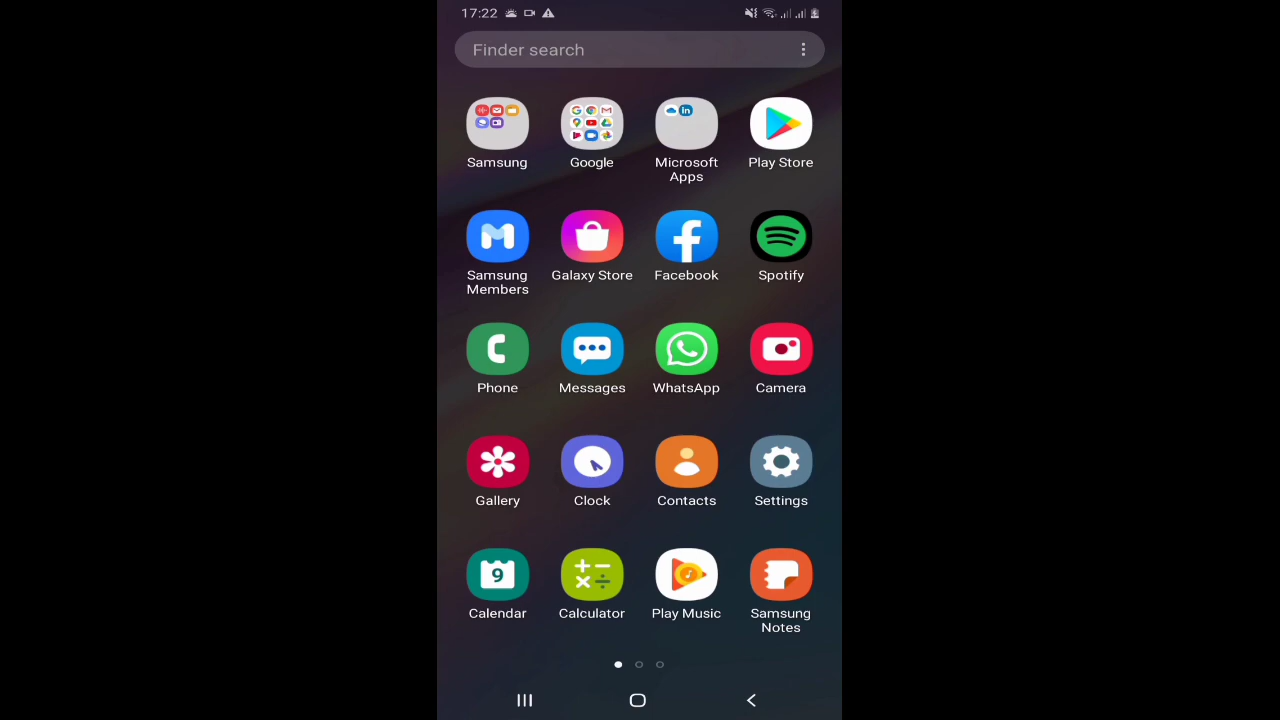 17:22
Finder search
Samsung
Google
Microsoft
Apps
Play Store
Samsung
Members
Galaxy Store
Facebook
Spotify
Phone
Messages
WhatsApp
Camera
Gallery
Clock
Contacts
Settings
9
Calendar
Calculator
Play Music
Samsung
Notes